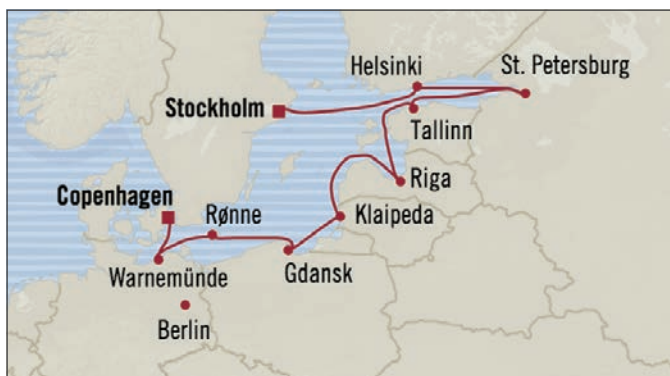 Helsinki
St. Petersburg
Stockholm
Tallinn
Riga
Copenhagen
Rønne
Klaipeda
Warnemünde
Gdansk
Berlin